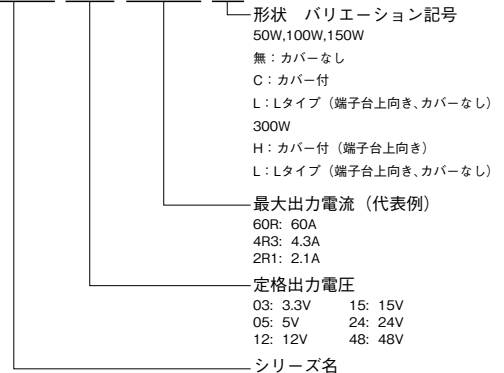 形状　バリエーション記号
50W,100W,150W
無：カバーなし
C：カバー付
L：Lタイプ（端子台上向き、カバーなし）
300W
H：カバー付（端子台上向き）
L：Lタイプ（端子台上向き、カバーなし）
最大出力電流（代表例）
60R: 60A
4R3: 4.3A
2R1: 2.1A
定格出力電圧
03: 3.3V 15: 15V
05: 5V 24: 24V
12: 12V 48: 48V
シリーズ名